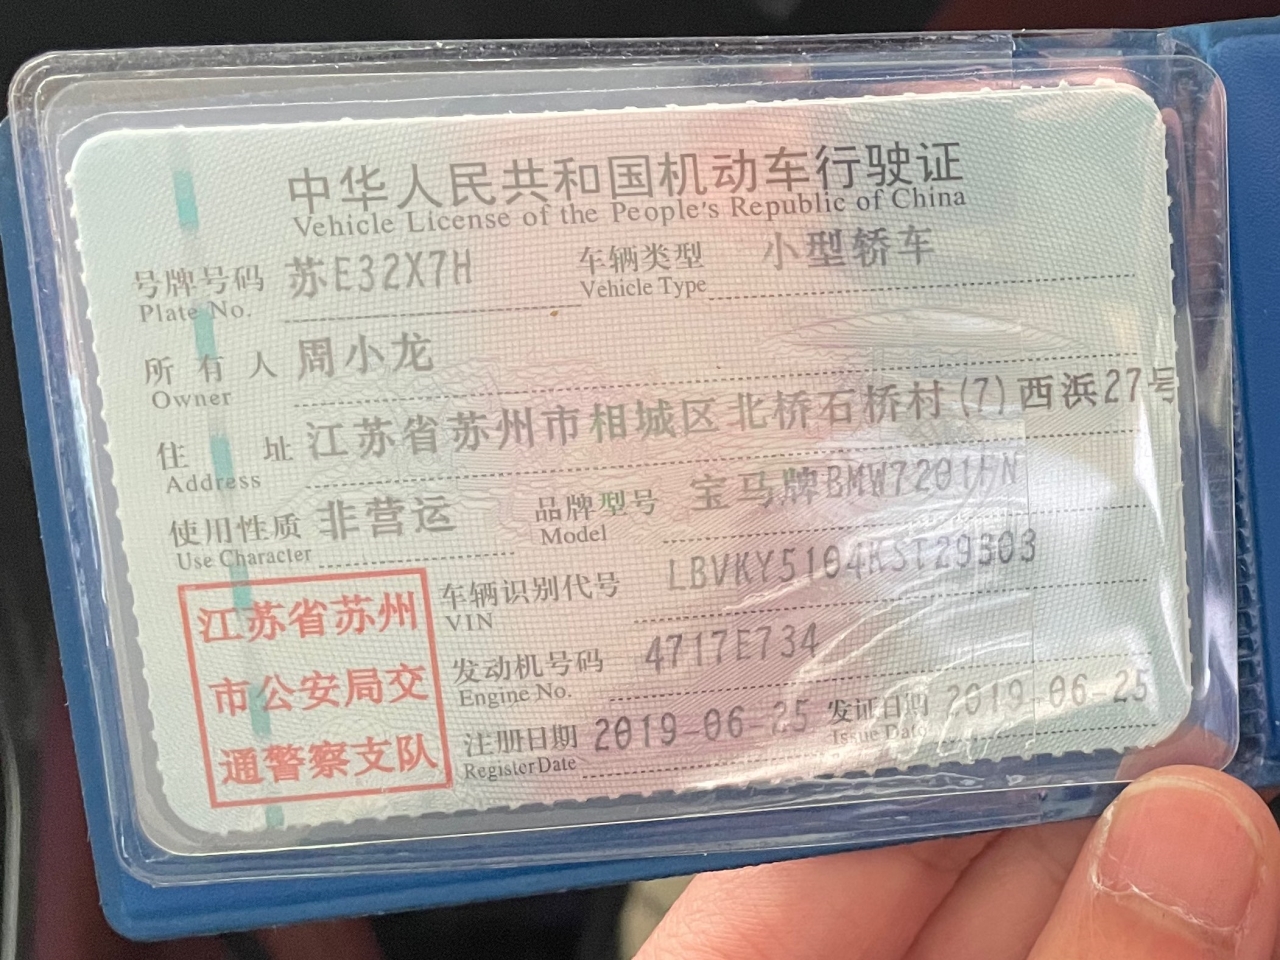 中华人民共和国机动车行驶证
Vehicle License of the People's Republic of China
号牌号码 苏E32X7H 车辆类型 小型轿车
Plate No. Vehicle Type
所有人 周小龙
Owner
住址 江苏省苏州市相城区北桥石桥村(7)西浜27号
Address
使用性质 非营运 品牌型号 宝马牌BMW7201FN
Use Character Model
车辆识别代号 LBVKY5104KST29303
VIN
发动机号码 4717E734
Engine No.
注册日期 2019-06-25 发证日期 2019-06-25
Register Date Issue Date
江苏省苏州
市公安局交
通警察支队